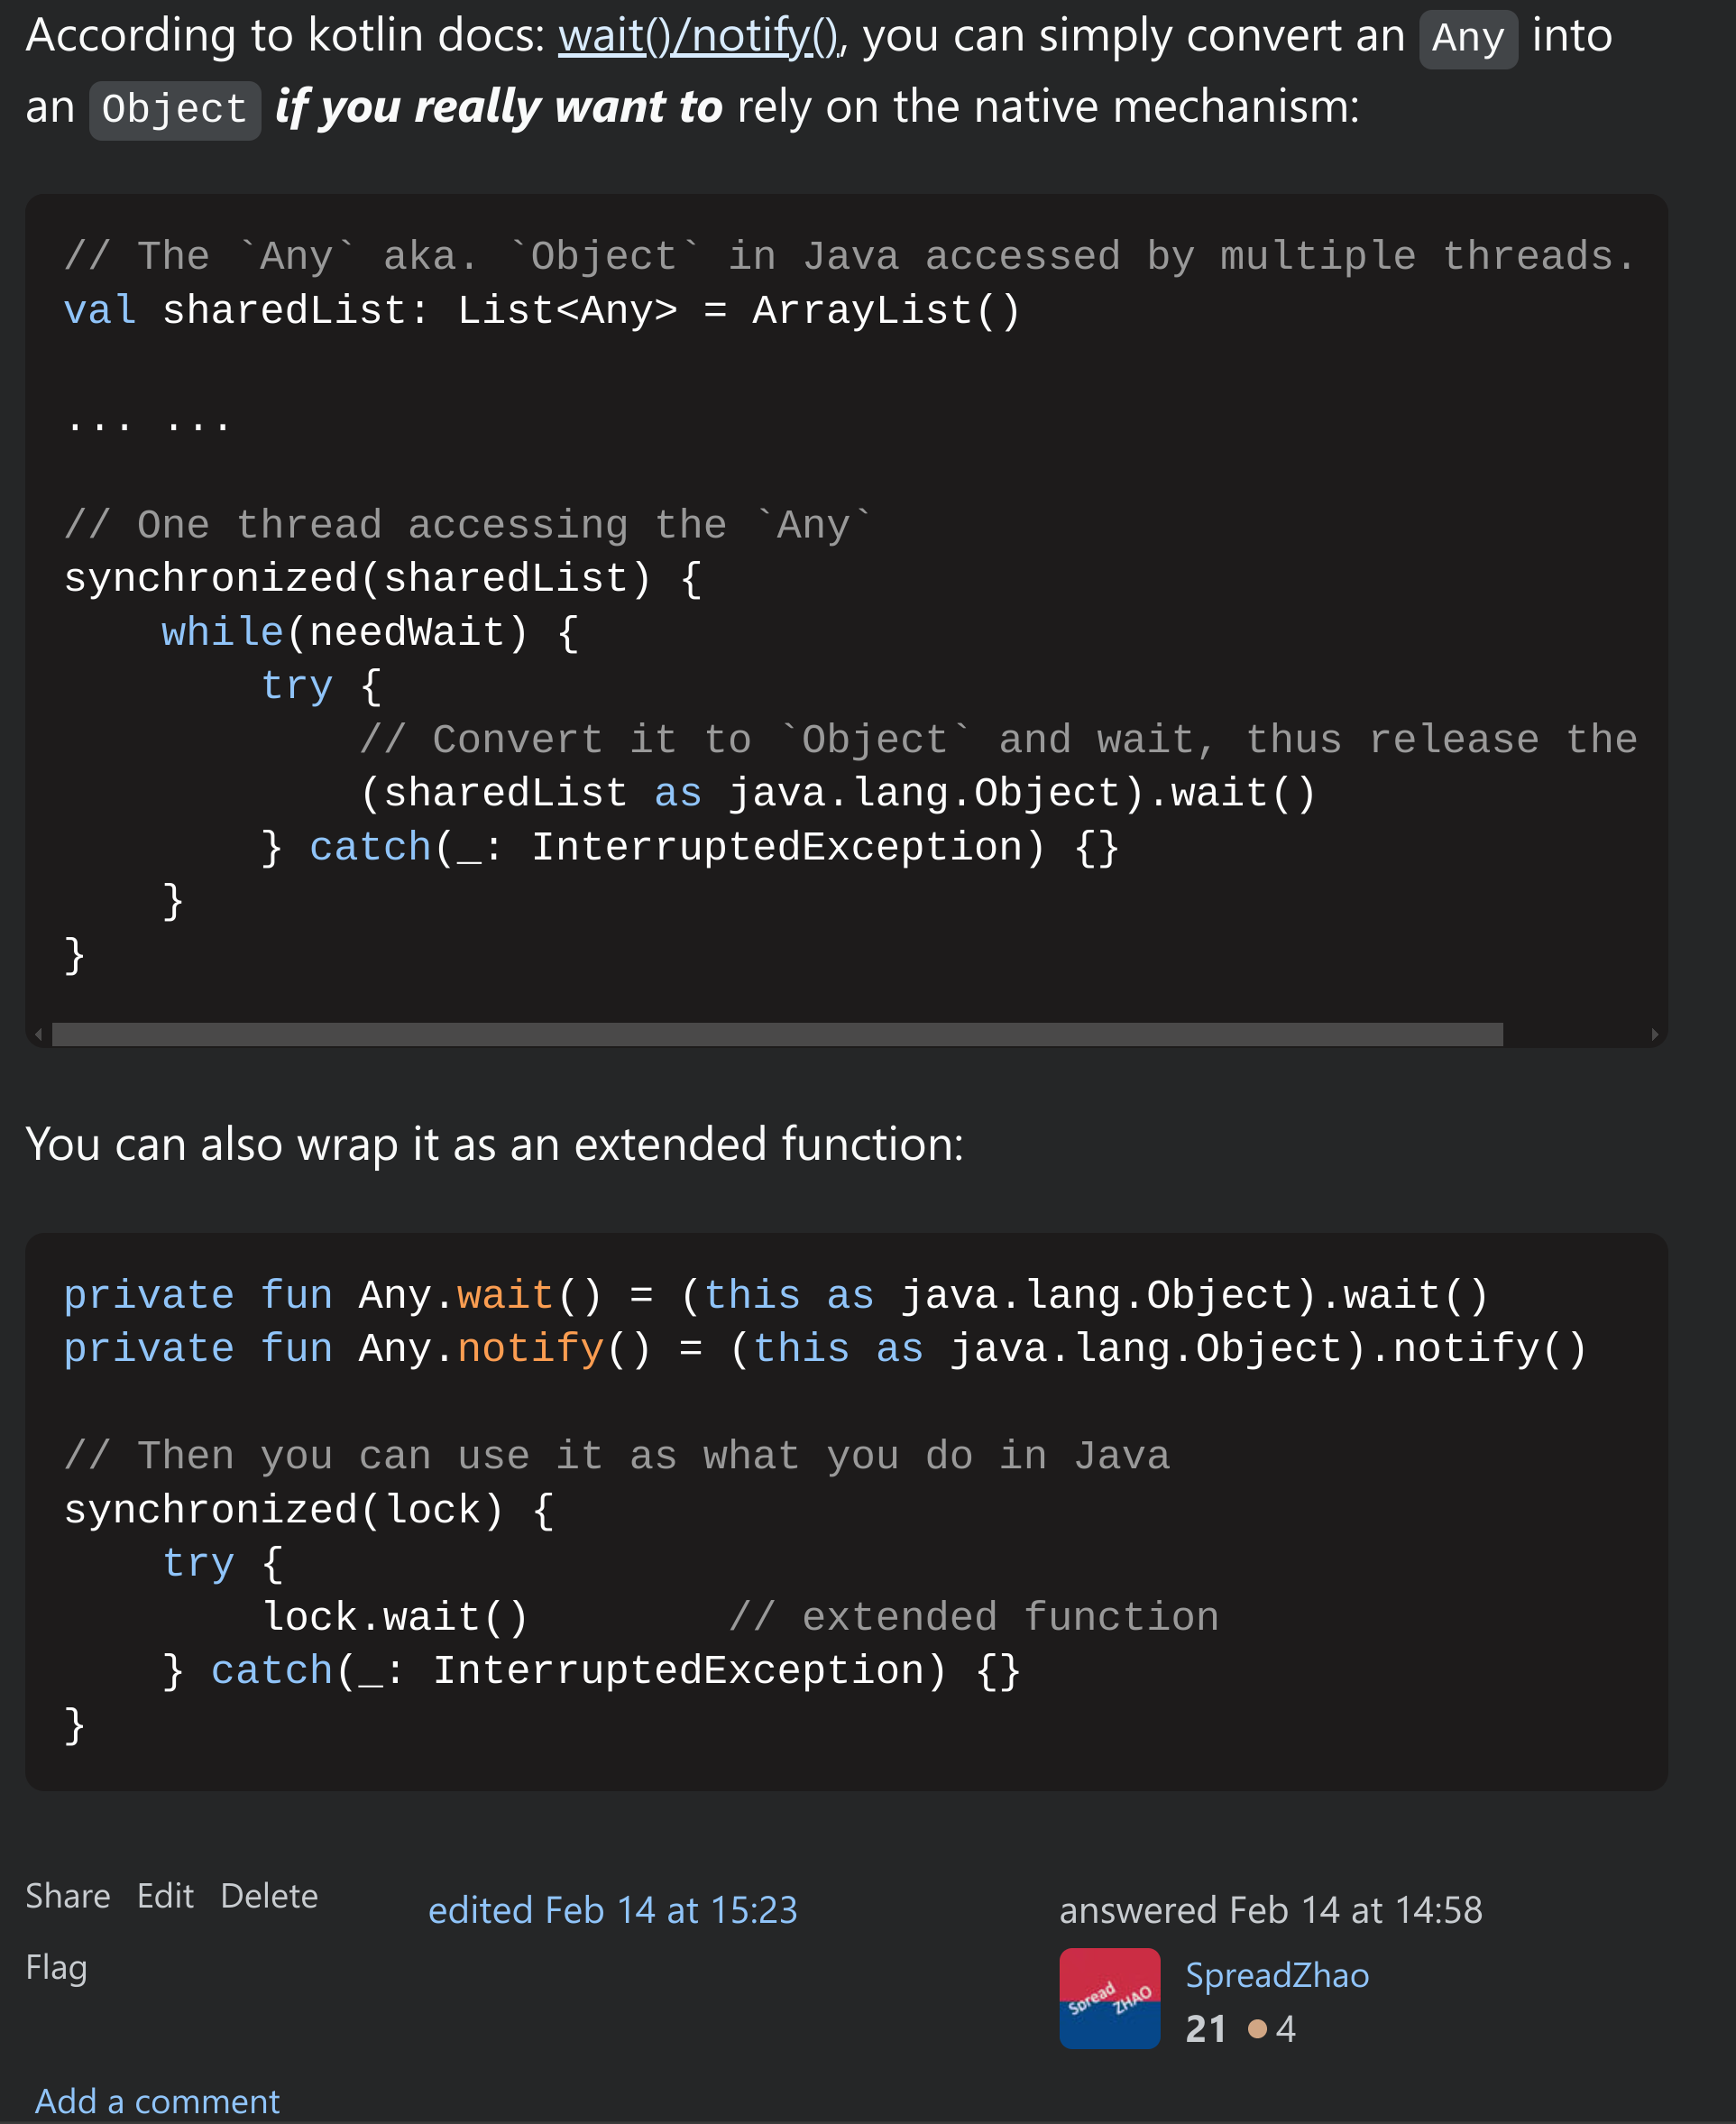 According to kotlin docs: wait()/notify(), you can simply convert an Any into
an Object if you really want to rely on the native mechanism:
// The `Any` aka. `Object` in Java accessed by multiple threads.
val sharedList: List<Any> = ArrayList()
... ...
// One thread accessing the `Any`
synchronized(sharedList) {
    while(needWait) {
        try {
            // Convert it to `Object` and wait, thus release the
            (sharedList as java.lang.Object).wait()
        } catch(_: InterruptedException) {}
    }
}
You can also wrap it as an extended function:
private fun Any.wait() = (this as java.lang.Object).wait()
private fun Any.notify() = (this as java.lang.Object).notify()
// Then you can use it as what you do in Java
synchronized(lock) {
    try {
        lock.wait()        // extended function
    } catch(_: InterruptedException) {}
}
Share Edit Delete
Flag
edited Feb 14 at 15:23
answered Feb 14 at 14:58
Spread
ZHAO
SpreadZhao
21 ● 4
Add a comment